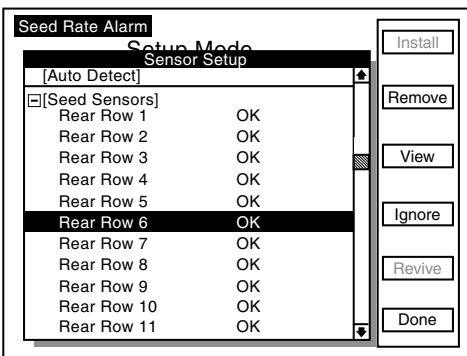 Seed Rate Alarm
Setup Mode
Sensor Setup
[Auto Detect]
[Seed Sensors]
Rear Row 1 OK
Rear Row 2 OK
Rear Row 3 OK
Rear Row 4 OK
Rear Row 5 OK
Rear Row 6 OK
Rear Row 7 OK
Rear Row 8 OK
Rear Row 9 OK
Rear Row 10 OK
Rear Row 11 OK
Install
Remove
View
Ignore
Revive
Done